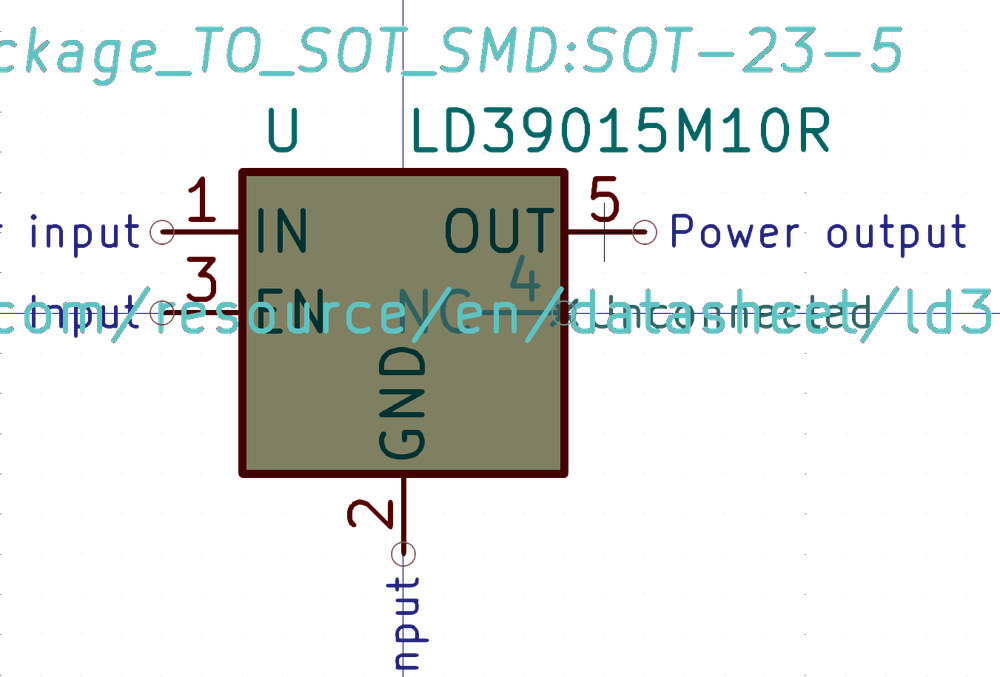 ckage_TO_SOT_SMD:SOT-23-5
U LD39015M10R
1 5
input IN OUT Power output
3 4
Input EN NC Unconnected
com/resource/en/datasheet/ld3
GND
2
nput